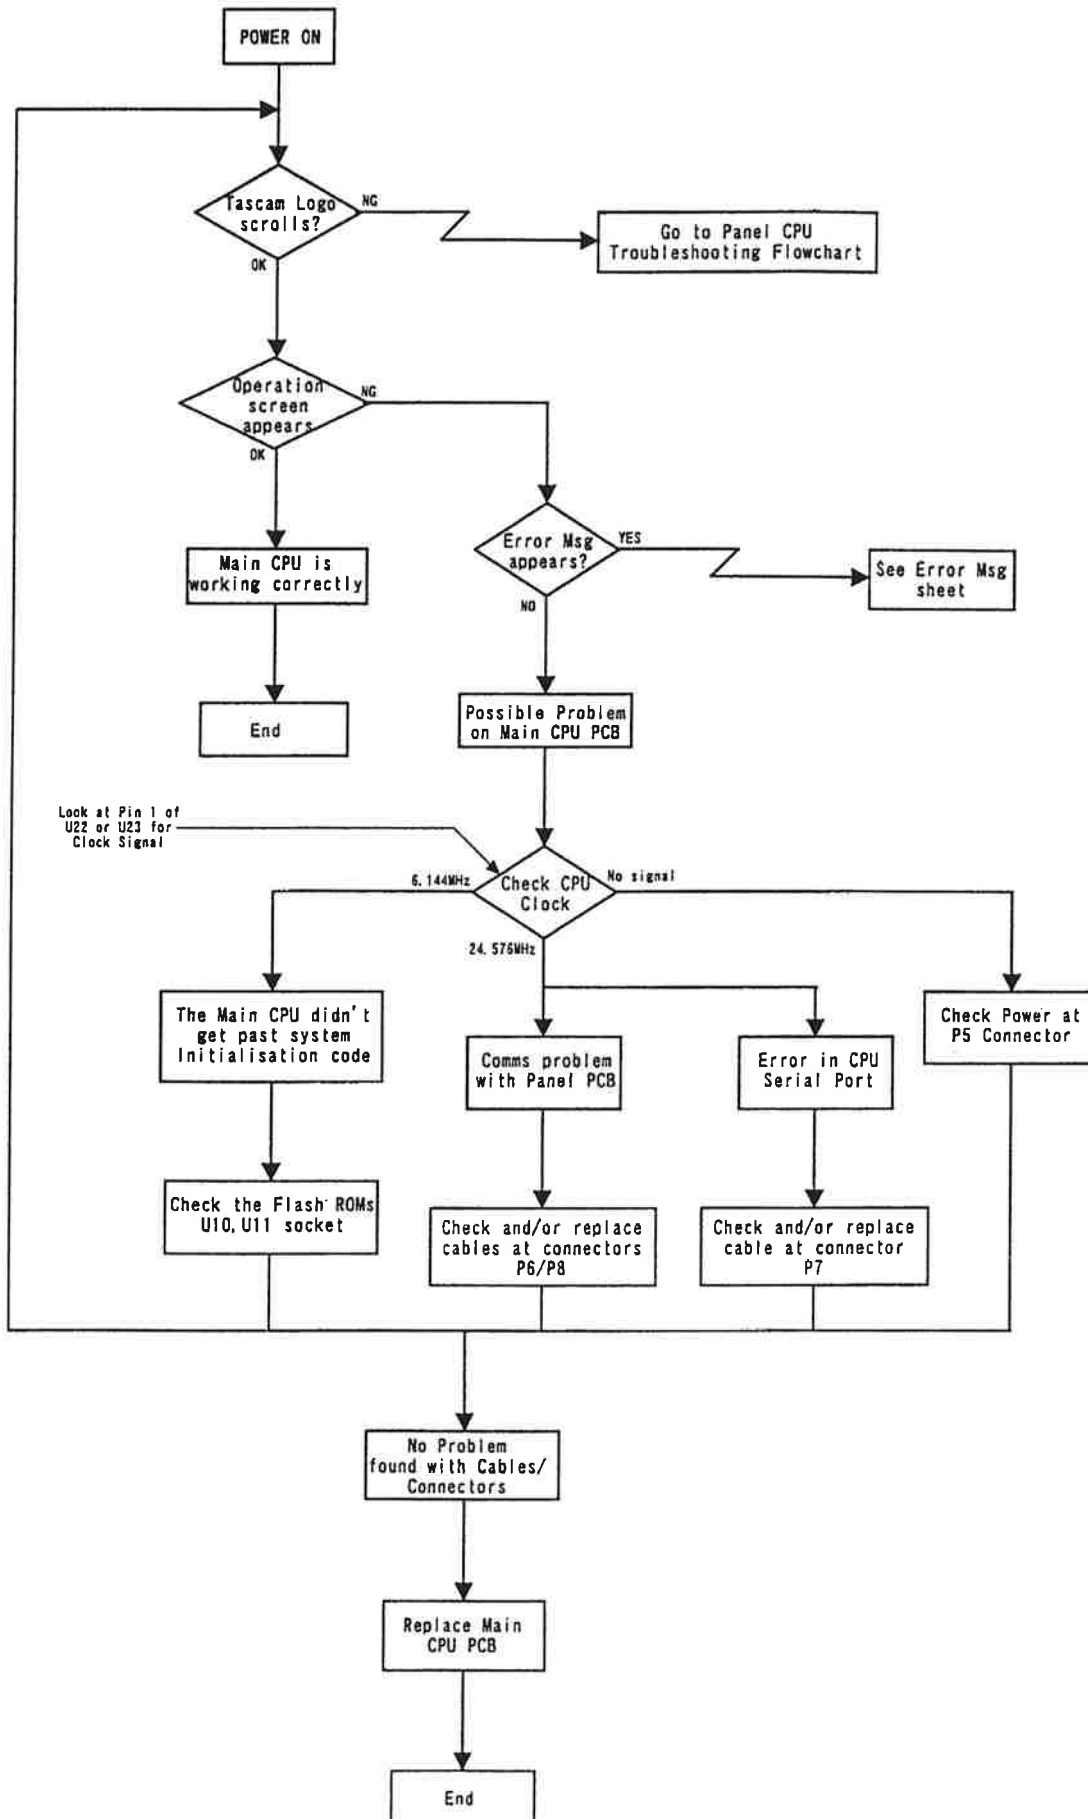 POWER ON
Tascam Logo
scrolls?
NG
OK
Go to Panel CPU
Troubleshooting Flowchart
Operation
screen
appears
NG
OK
Main CPU is
working correctly
End
Error Msg
appears?
YES
NO
See Error Msg
sheet
Possible Problem
on Main CPU PCB
Look at Pin 1 of
U22 or U23 for
Clock Signal
Check CPU
Clock
6.144MHz
No signal
24.576MHz
The Main CPU didn't
get past system
Initialisation code
Comms problem
with Panel PCB
Error in CPU
Serial Port
Check Power at
P5 Connector
Check the Flash ROMs
U10,U11 socket
Check and/or replace
cables at connectors
P6/P8
Check and/or replace
cable at connector
P7
No Problem
found with Cables/
Connectors
Replace Main
CPU PCB
End